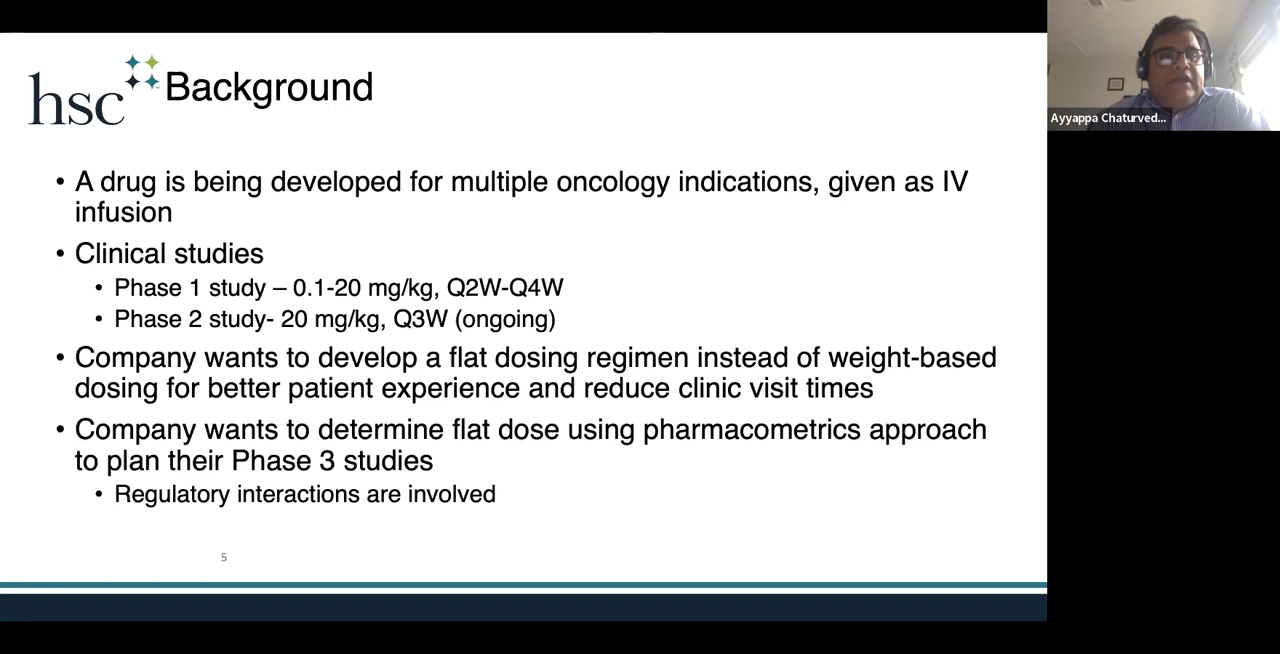 hsc
Background
• A drug is being developed for multiple oncology indications, given as IV
infusion
• Clinical studies
• Phase 1 study – 0.1-20 mg/kg, Q2W-Q4W
• Phase 2 study- 20 mg/kg, Q3W (ongoing)
• Company wants to develop a flat dosing regimen instead of weight-based
dosing for better patient experience and reduce clinic visit times
• Company wants to determine flat dose using pharmacometrics approach
to plan their Phase 3 studies
• Regulatory interactions are involved
5
Ayyappa Chaturved...